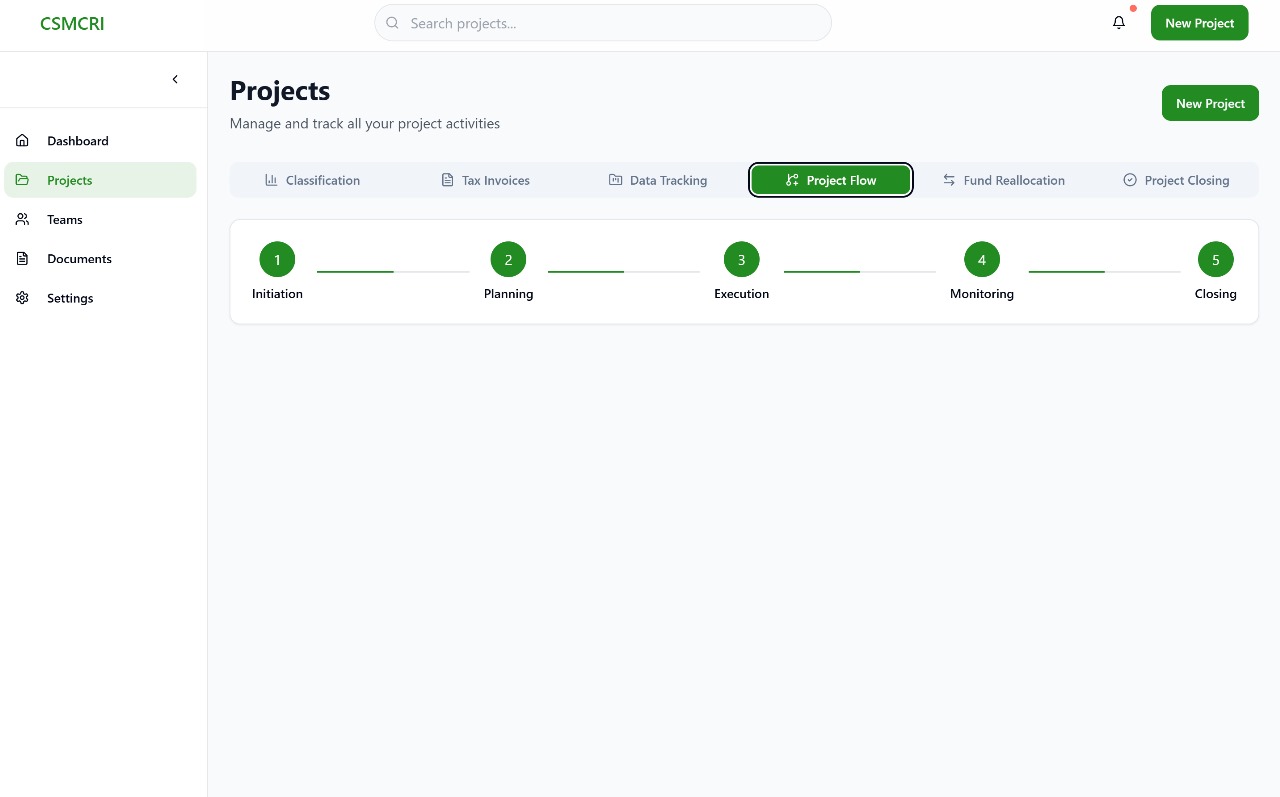 CSMCRI
Search projects...
New Project
Projects
Manage and track all your project activities
New Project
Dashboard
Projects
Teams
Documents
Settings
Classification
Tax Invoices
Data Tracking
Project Flow
Fund Reallocation
Project Closing
1
2
3
4
5
Initiation
Planning
Execution
Monitoring
Closing